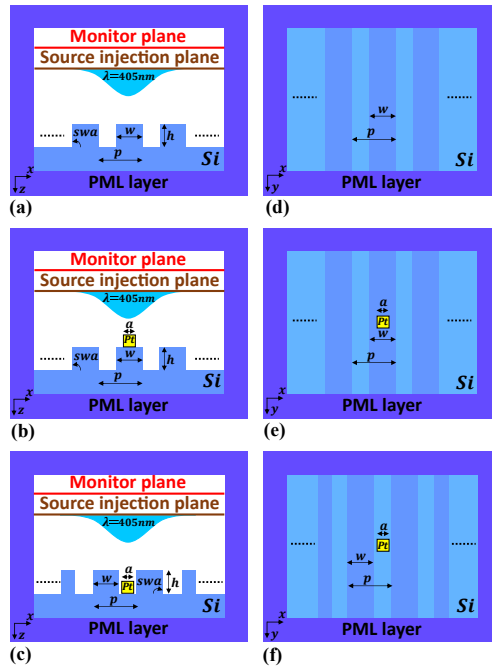 Monitor plane
Source injection plane
λ=405nm
swa
w
h
p
Si
x
z
PML layer
(a)
w
p
Si
x
y
PML layer
(d)
Monitor plane
Source injection plane
λ=405nm
a
Pt
swa
w
h
p
Si
x
z
PML layer
(b)
a
Pt
w
p
Si
x
y
PML layer
(e)
Monitor plane
Source injection plane
λ=405nm
w
a
swa
h
Pt
p
Si
x
z
PML layer
(c)
a
Pt
w
p
Si
x
y
PML layer
(f)